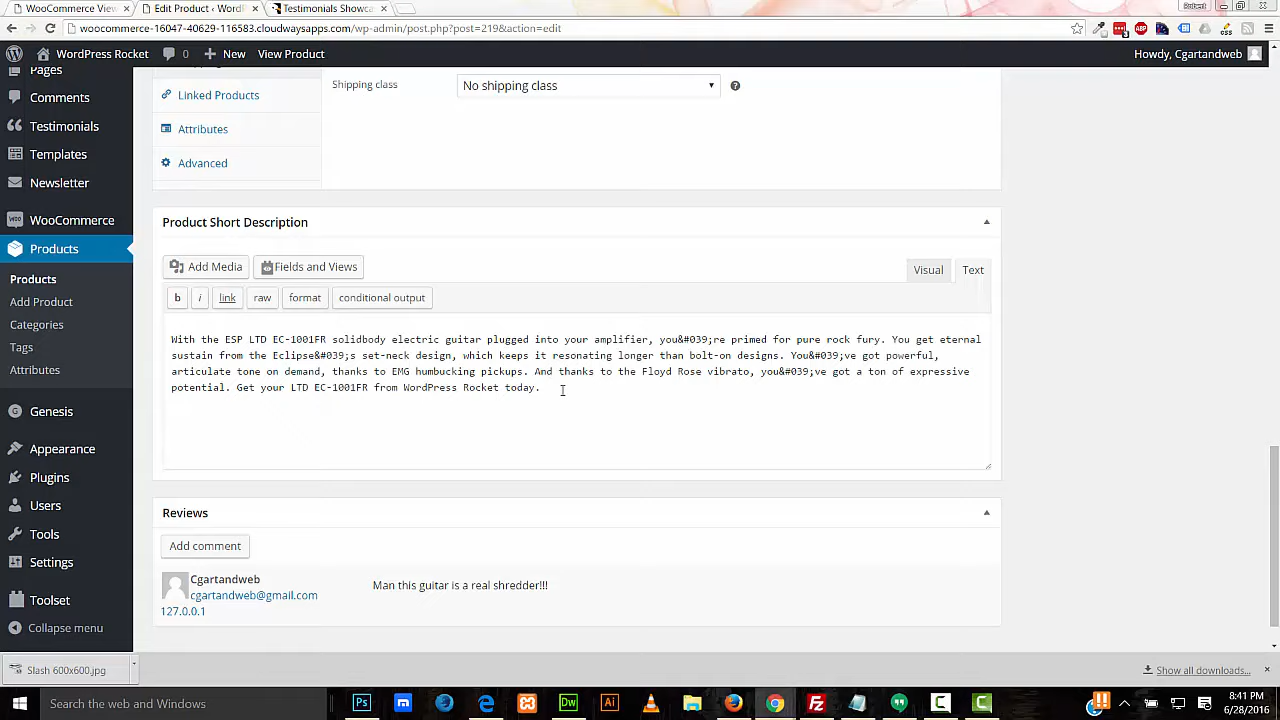 WooCommerce View
Edit Product ‹ WordP
Testimonials Showca
woocommerce-16047-40629-116583.cloudwaysapps.com/wp-admin/post.php?post=219&action=edit
WordPress Rocket
0
New
View Product
Howdy, Cgartandweb
Pages
Comments
Testimonials
Templates
Newsletter
WooCommerce
Products
Products
Add Product
Categories
Tags
Attributes
Genesis
Appearance
Plugins
Users
Tools
Settings
Toolset
Collapse menu
Linked Products
Attributes
Advanced
Shipping class
No shipping class
Product Short Description
Add Media
Fields and Views
Visual
Text
b
i
link
raw
format
conditional output
With the ESP LTD EC-1001FR solidbody electric guitar plugged into your amplifier, you&#039;re primed for pure rock fury. You get eternal
sustain from the Eclipse&#039;s set-neck design, which keeps it resonating longer than bolt-on designs. You&#039;ve got powerful,
articulate tone on demand, thanks to EMG humbucking pickups. And thanks to the Floyd Rose vibrato, you&#039;ve got a ton of expressive
potential. Get your LTD EC-1001FR from WordPress Rocket today.
Reviews
Add comment
Cgartandweb
cgartandweb@gmail.com
127.0.0.1
Man this guitar is a real shredder!!!
Slash 600x600.jpg
Show all downloads...
Search the web and Windows
8:41 PM
6/28/2016